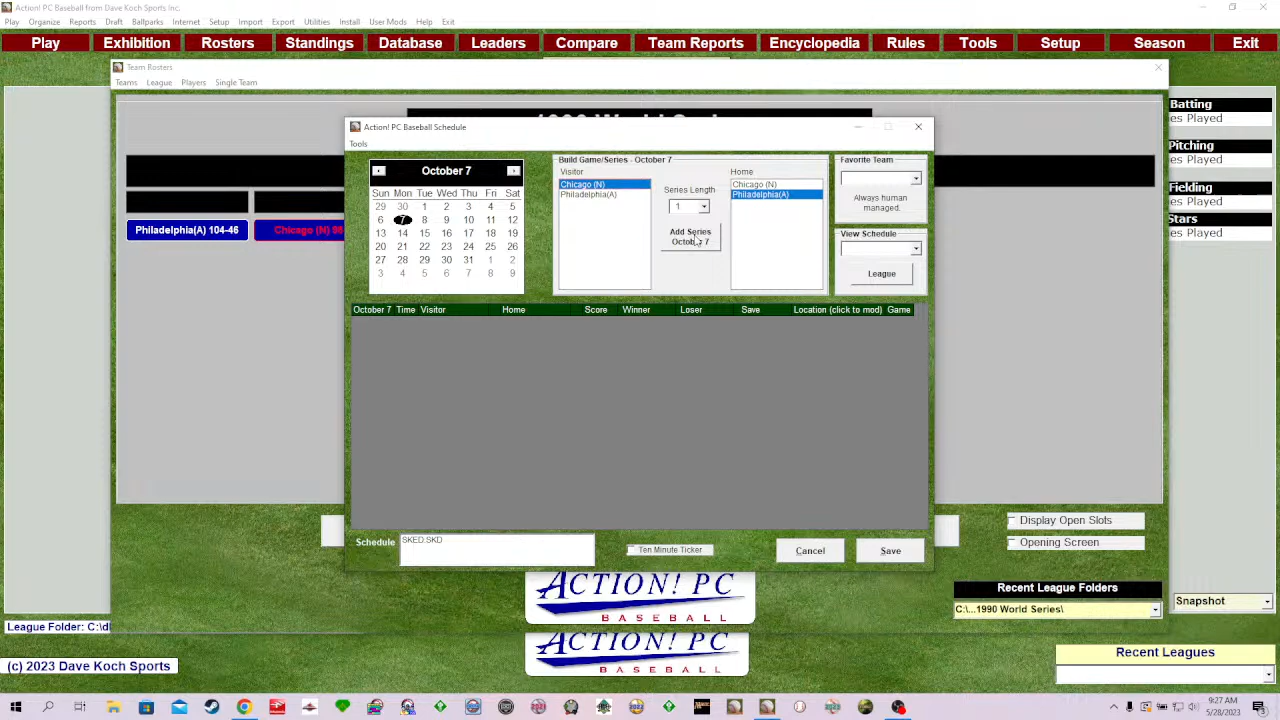 Action! PC Baseball from Dave Koch Sports Inc.
Play Organize Reports Draft Ballparks Internet Setup Import Export Utilities Install User Mods Help Exit
Play Exhibition Rosters Standings Database Leaders Compare Team Reports Encyclopedia Rules Tools Setup Season Exit
Team Rosters
Teams League Players Single Team
Batting
es Played
Pitching
es Played
Fielding
es Played
Stars
es Played
Philadelphia(A) 104-46
Chicago (N) 98
Action! PC Baseball Schedule
Tools
October 7
Sun Mon Tue Wed Thu Fri Sat
29 30 1 2 3 4 5
6 7 8 9 10 11 12
13 14 15 16 17 18 19
20 21 22 23 24 25 26
27 28 29 30 31 1 2
3 4 5 6 7 8 9
Build Game/Series - October 7
Visitor
Chicago (N)
Philadelphia(A)
Series Length
1
Add Series
October 7
Home
Chicago (N)
Philadelphia(A)
Favorite Team
Always human
managed.
View Schedule
League
October 7 Time Visitor Home Score Winner Loser Save Location (click to mod) Game
Schedule
SKED.SKD
Ten Minute Ticker
Cancel
Save
Display Open Slots
Opening Screen
Recent League Folders
C:\...1990 World Series\
Snapshot
ACTION! PC
BASEBALL
ACTION! PC
BASEBALL
League Folder: C:\dl
(c) 2023 Dave Koch Sports
Recent Leagues
9:27 AM
5/28/2023